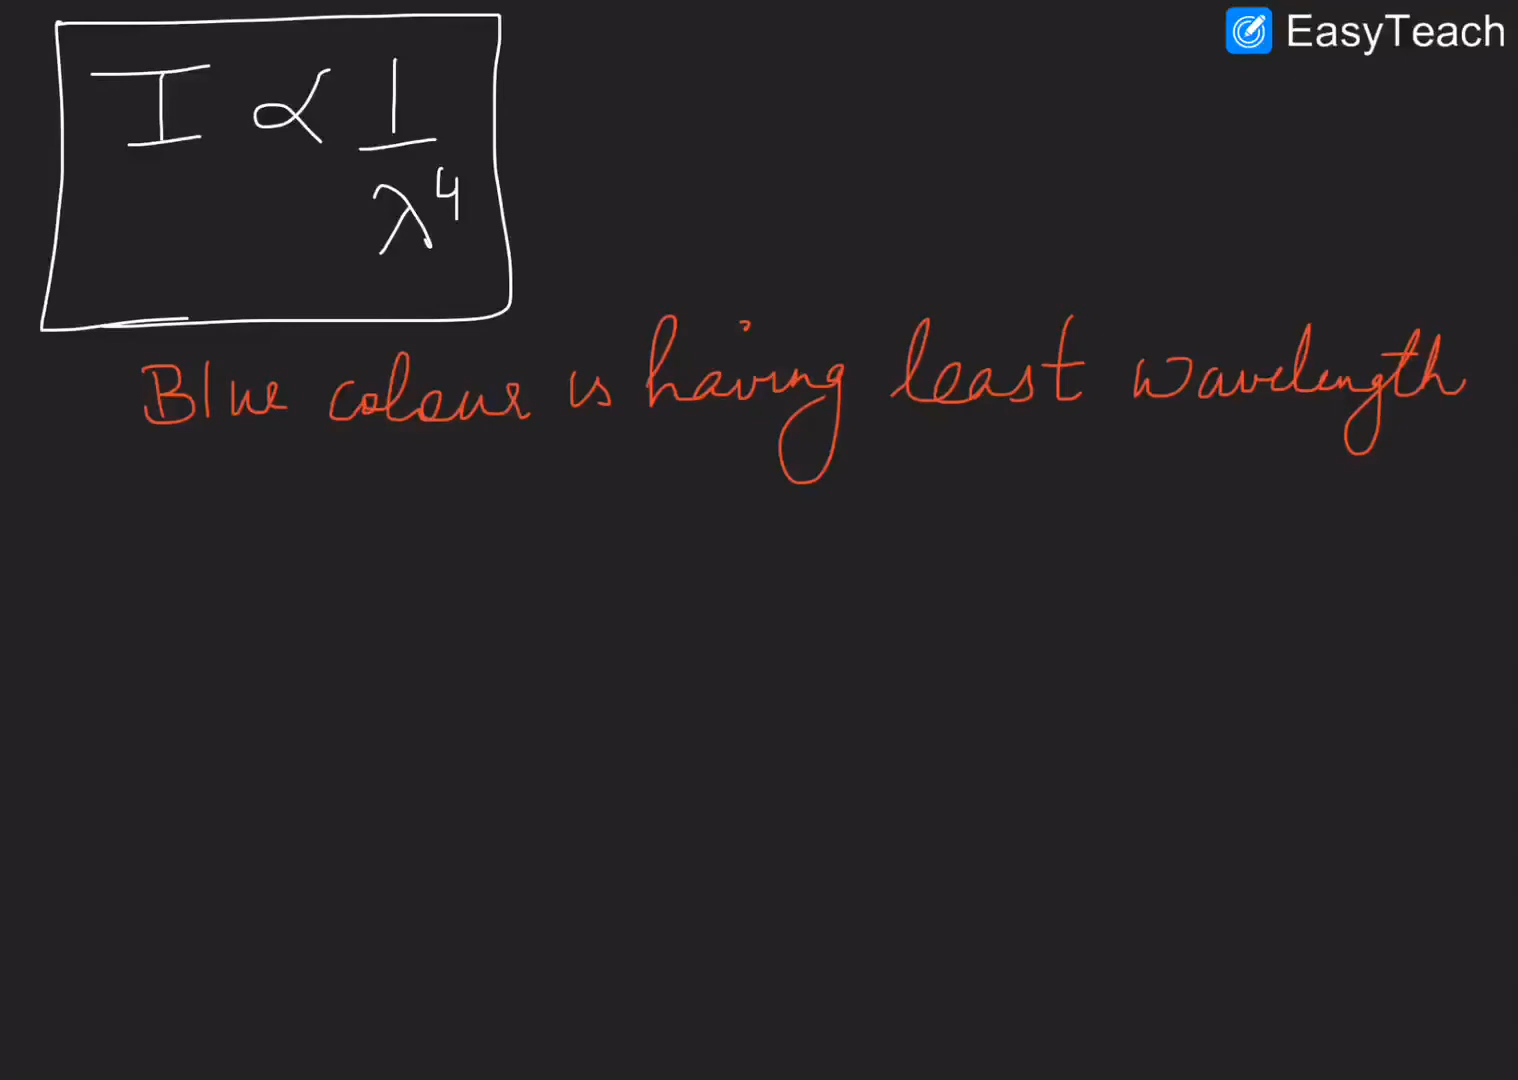 EasyTeach
I ∝ 1/λ⁴
Blue colour is having least wavelength